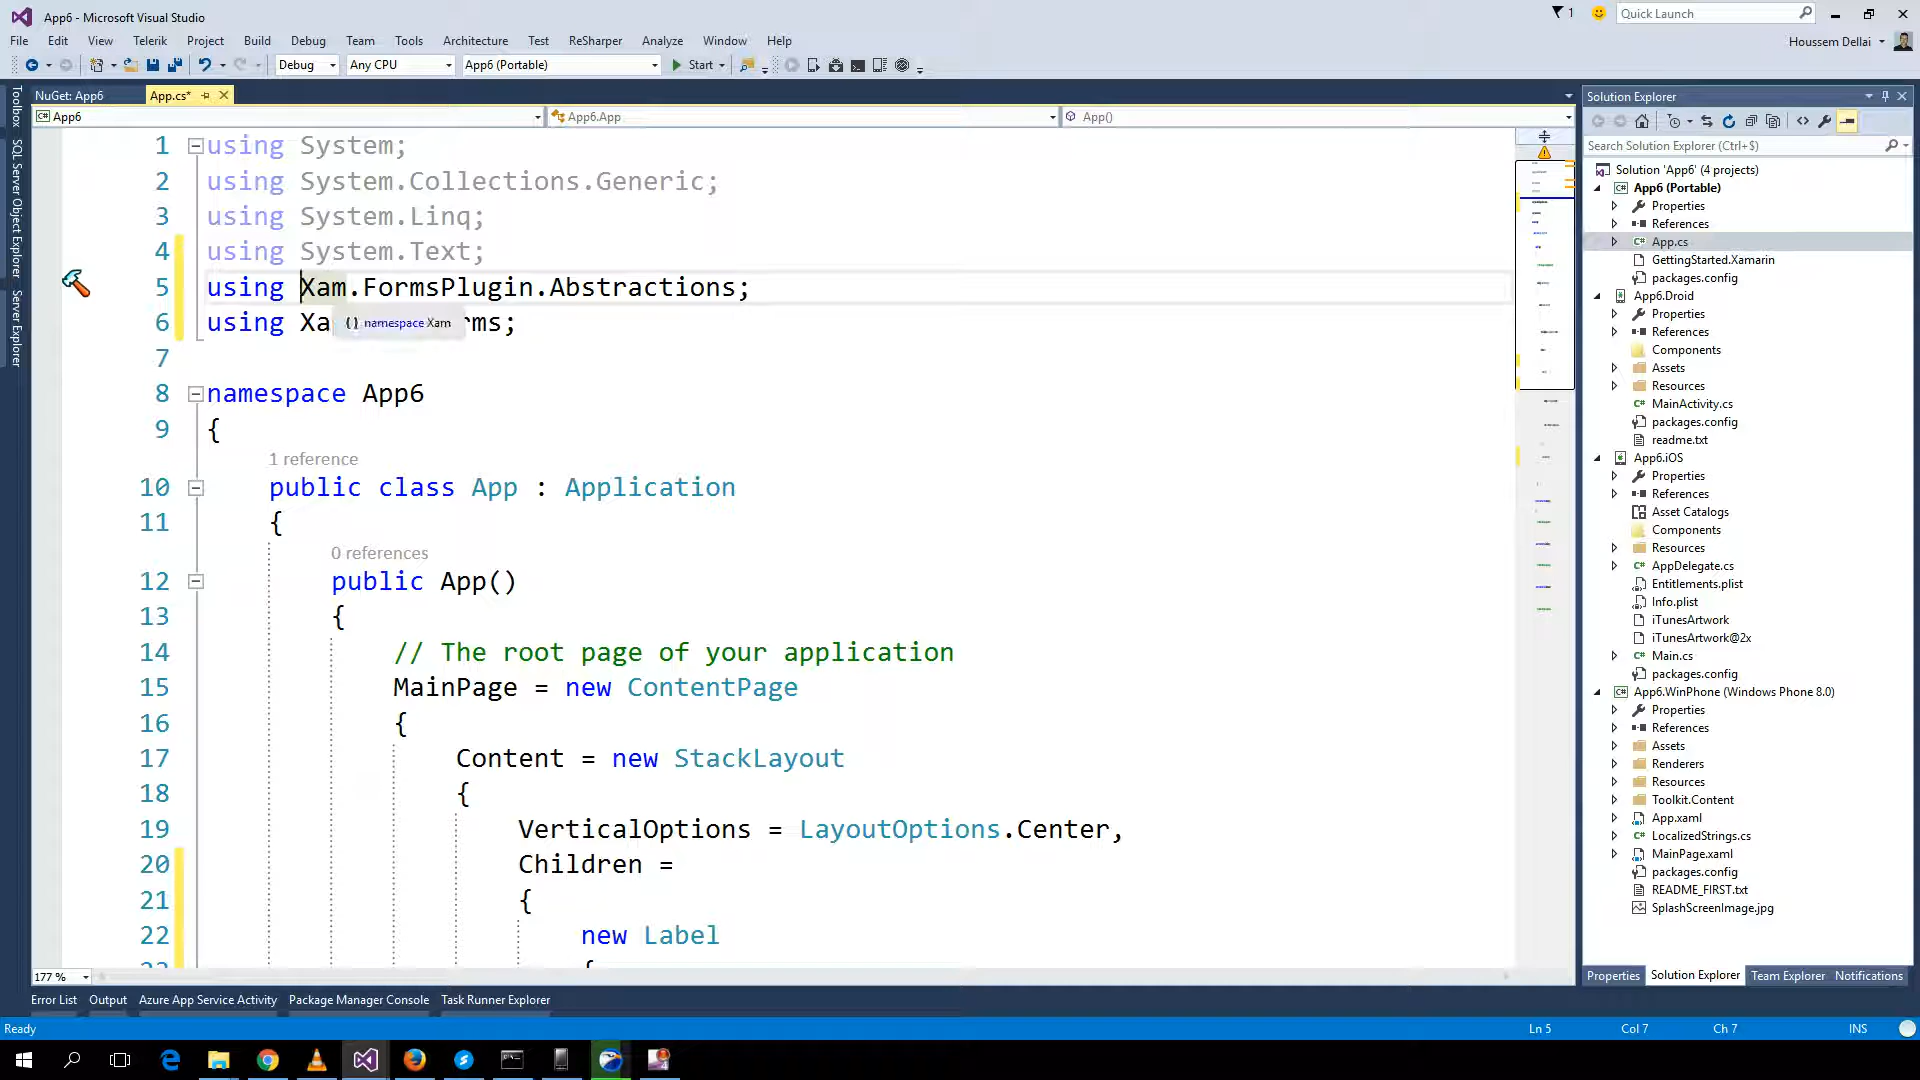 App6 - Microsoft Visual Studio
1
Quick Launch
File Edit View Telerik Project Build Debug Team Tools Architecture Test ReSharper Analyze Window Help
Houssem Dellai
Debug Any CPU App6 (Portable) Start
NuGet: App6 App.cs*
App6 App6.App App()
Toolbox
SQL Server Object Explorer
Server Explorer
1 using System;
2 using System.Collections.Generic;
3 using System.Linq;
4 using System.Text;
5 using Xam.FormsPlugin.Abstractions;
6 using Xa rms;
namespace Xam
7
8 namespace App6
9 {
1 reference
10 public class App : Application
11 {
0 references
12 public App()
13 {
14 // The root page of your application
15 MainPage = new ContentPage
16 {
17 Content = new StackLayout
18 {
19 VerticalOptions = LayoutOptions.Center,
20 Children =
21 {
22 new Label
{
177 %
Solution Explorer
Search Solution Explorer (Ctrl+$)
Solution 'App6' (4 projects)
App6 (Portable)
Properties
References
App.cs
GettingStarted.Xamarin
packages.config
App6.Droid
Properties
References
Components
Assets
Resources
MainActivity.cs
packages.config
readme.txt
App6.iOS
Properties
References
Asset Catalogs
Components
Resources
AppDelegate.cs
Entitlements.plist
Info.plist
iTunesArtwork
iTunesArtwork@2x
Main.cs
packages.config
App6.WinPhone (Windows Phone 8.0)
Properties
References
Assets
Renderers
Resources
Toolkit.Content
App.xaml
LocalizedStrings.cs
MainPage.xaml
packages.config
README_FIRST.txt
SplashScreenImage.jpg
Properties Solution Explorer Team Explorer Notifications
Error List Output Azure App Service Activity Package Manager Console Task Runner Explorer
Ready Ln 5 Col 7 Ch 7 INS